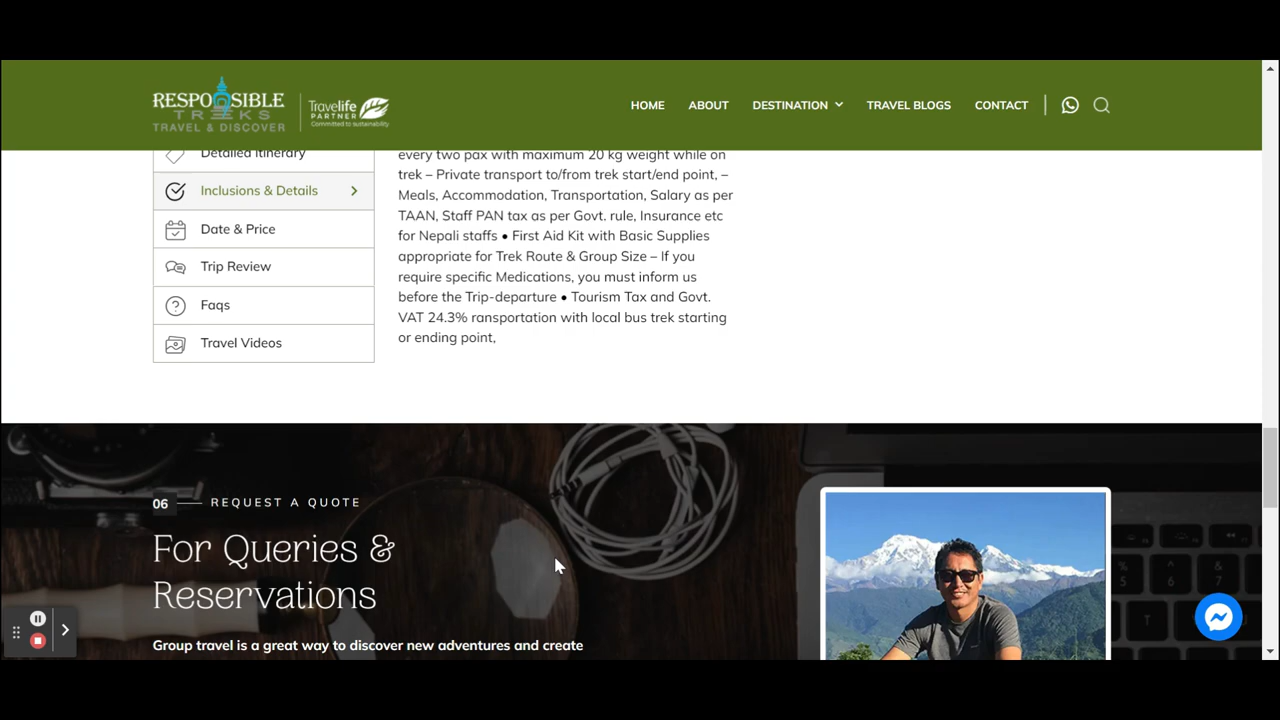 RESPONSIBLE
TREKS
TRAVEL & DISCOVER
Travelife
PARTNER
Committed to sustainability
HOME
ABOUT
DESTINATION
TRAVEL BLOGS
CONTACT
Detailed Itinerary
Inclusions & Details
Date & Price
Trip Review
Faqs
Travel Videos
every two pax with maximum 20 kg weight while on
trek – Private transport to/from trek start/end point, –
Meals, Accommodation, Transportation, Salary as per
TAAN, Staff PAN tax as per Govt. rule, Insurance etc
for Nepali staffs • First Aid Kit with Basic Supplies
appropriate for Trek Route & Group Size – If you
require specific Medications, you must inform us
before the Trip-departure • Tourism Tax and Govt.
VAT 24.3% ransportation with local bus trek starting
or ending point,
06
REQUEST A QUOTE
For Queries &
Reservations
Group travel is a great way to discover new adventures and create